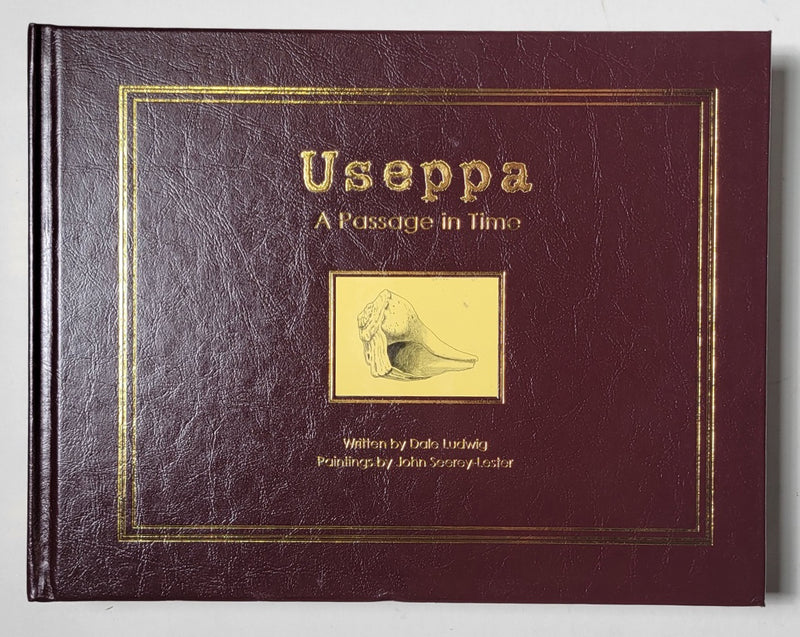 Useppa
A Passage in Time
Written by Dale Ludwig
Paintings by John Seerey-Lester